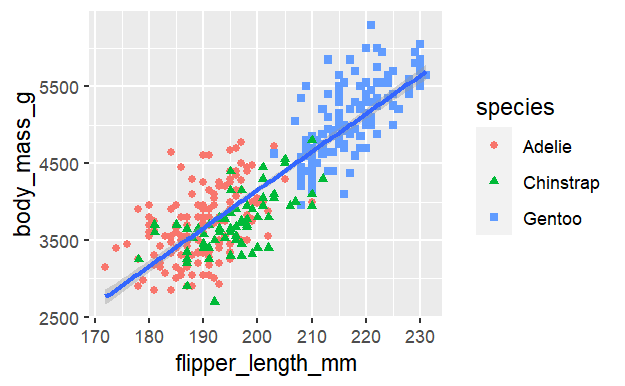 body_mass_g
5500
4500
3500
2500
170 180 190 200 210 220 230
flipper_length_mm
species
Adelie
Chinstrap
Gentoo